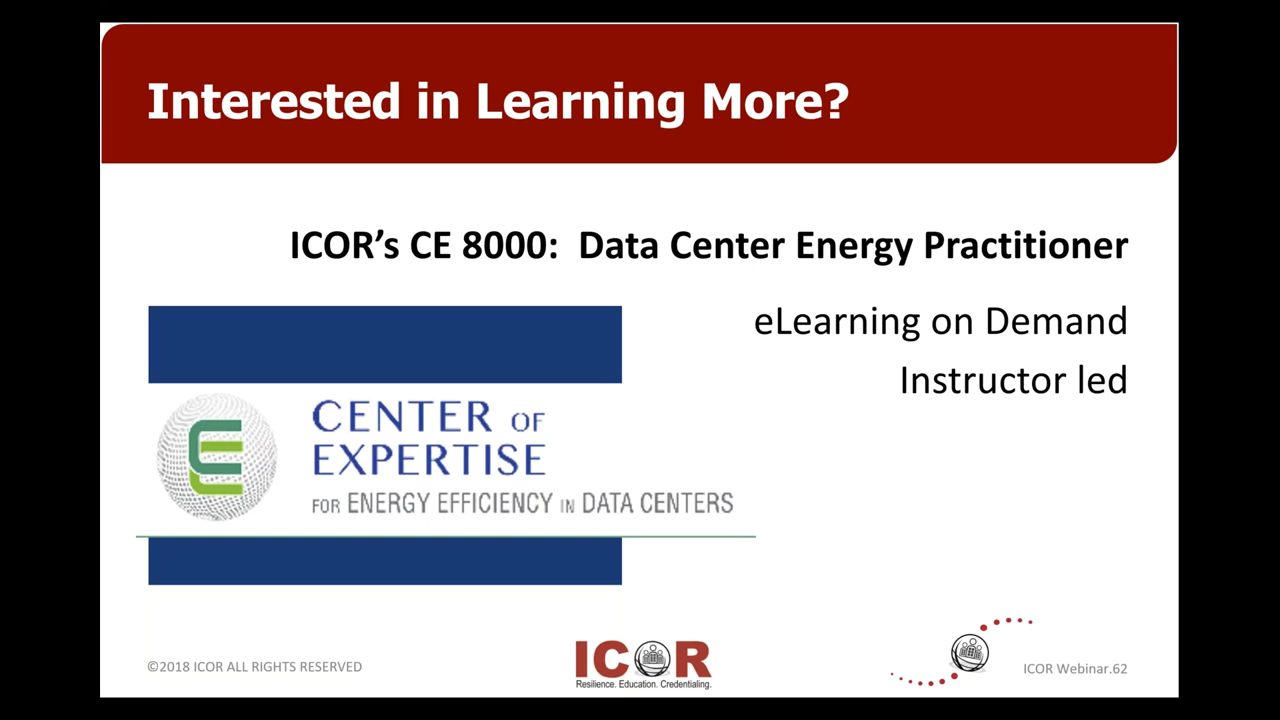 Interested in Learning More?
ICOR’s CE 8000:  Data Center Energy Practitioner
eLearning on Demand
Instructor led
CENTER OF
EXPERTISE
FOR ENERGY EFFICIENCY IN DATA CENTERS
©2018 ICOR ALL RIGHTS RESERVED
ICOR
Resilience. Education. Credentialing.
ICOR Webinar.62